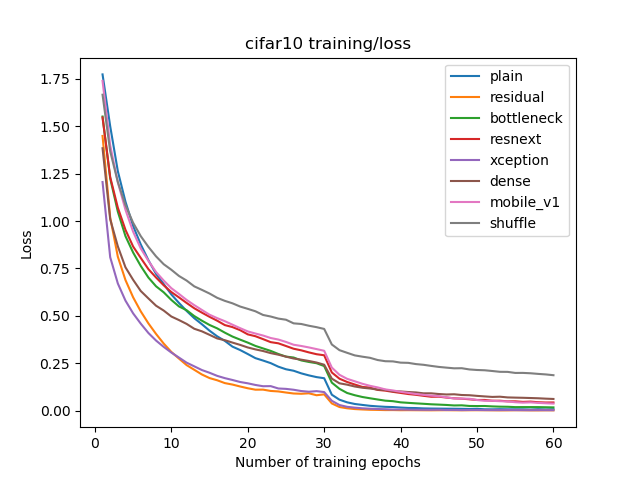 cifar10 training/loss
Loss
1.75
1.50
1.25
1.00
0.75
0.50
0.25
0.00
plain
residual
bottleneck
resnext
xception
dense
mobile_v1
shuffle
0 10 20 30 40 50 60
Number of training epochs